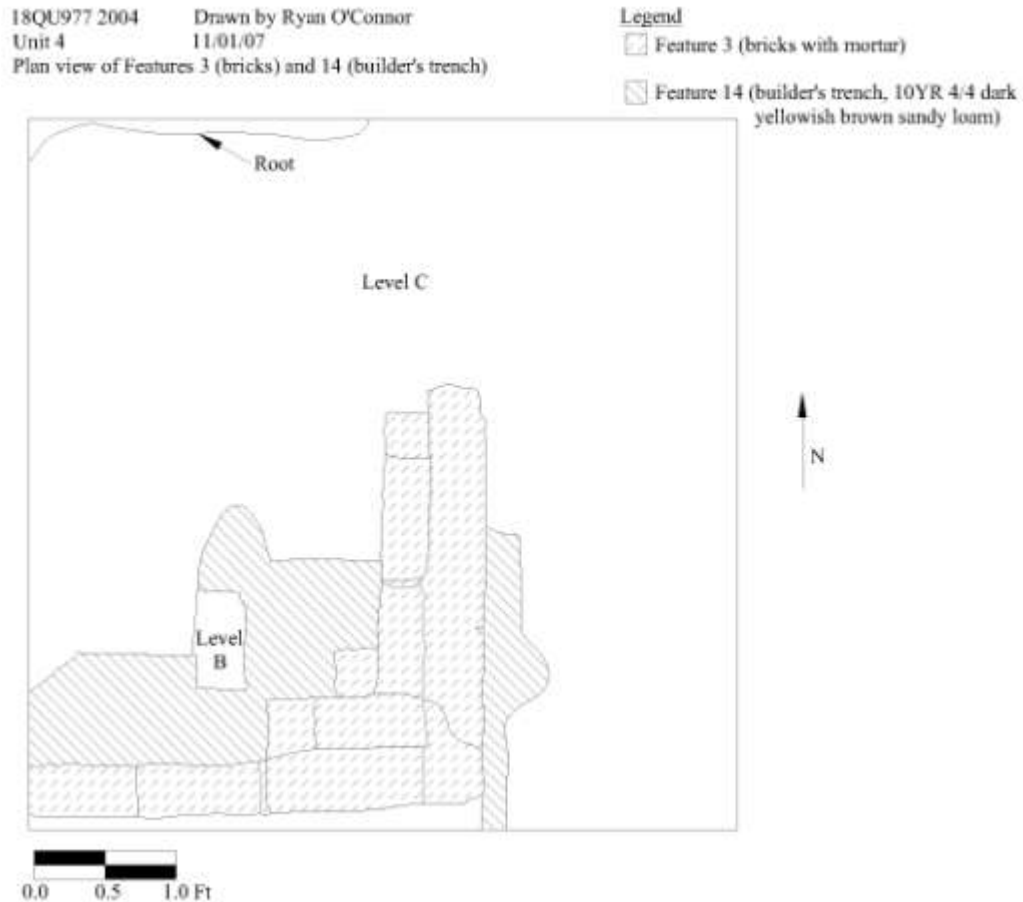 18QU977 2004 Drawn by Ryan O'Connor
Unit 4 11/01/07
Plan view of Features 3 (bricks) and 14 (builder's trench)
Legend
Feature 3 (bricks with mortar)
Feature 14 (builder's trench, 10YR 4/4 dark
yellowish brown sandy loam)
Root
Level C
N
Level
B
0.0 0.5 1.0 Ft